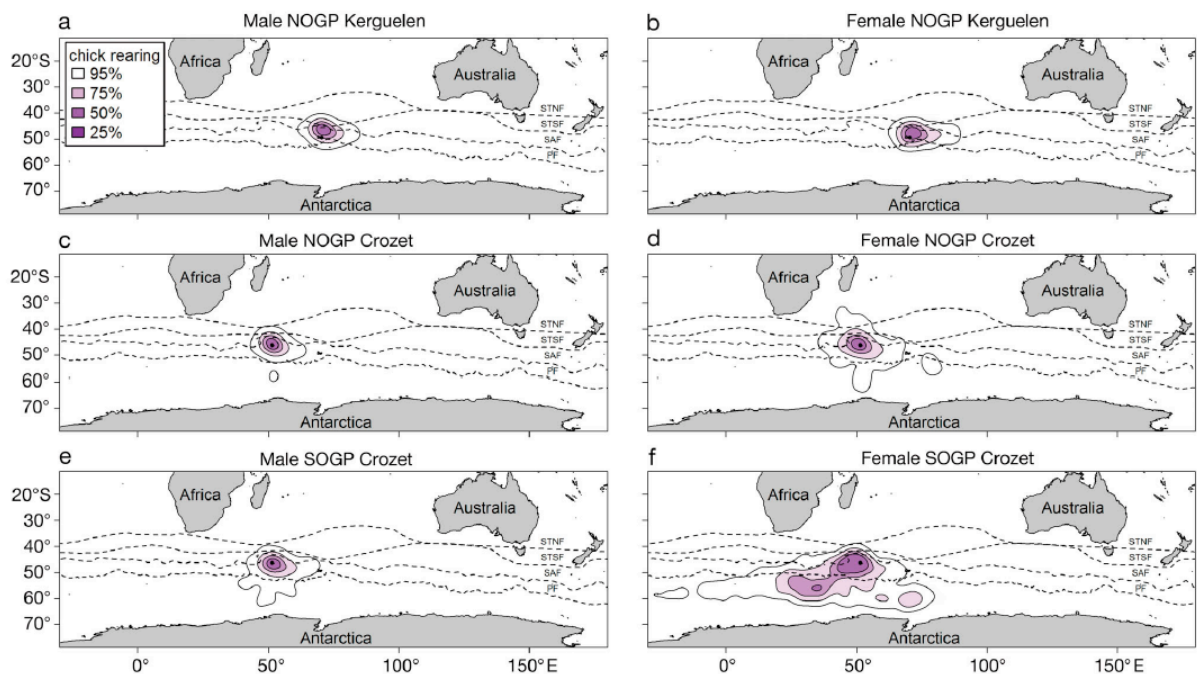 a Male NOGP Kerguelen
b Female NOGP Kerguelen
chick rearing
95%
75%
50%
25%
20°S
30°
40°
50°
60°
70°
Africa
Australia
STNF
STSF
SAF
PF
Antarctica
Africa
Australia
STNF
STSF
SAF
PF
Antarctica
c Male NOGP Crozet
d Female NOGP Crozet
20°S
30°
40°
50°
60°
70°
Africa
Australia
STNF
STSF
SAF
PF
Antarctica
Africa
Australia
STNF
STSF
SAF
PF
Antarctica
e Male SOGP Crozet
f Female SOGP Crozet
20°S
30°
40°
50°
60°
70°
Africa
Australia
STNF
STSF
SAF
PF
Antarctica
Africa
Australia
STNF
STSF
SAF
PF
Antarctica
0° 50° 100° 150°E
0° 50° 100° 150°E